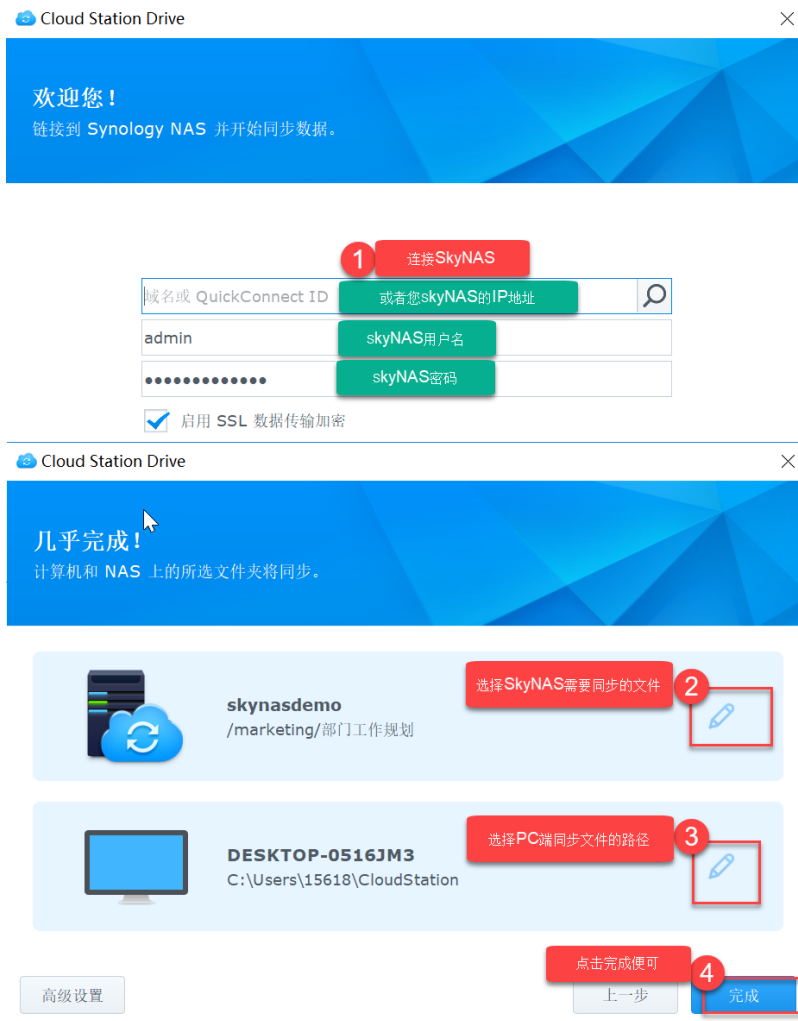 Cloud Station Drive
欢迎您！
链接到 Synology NAS 并开始同步数据。
1
连接SkyNAS
域名或 QuickConnect ID
或者您skyNAS的IP地址
admin
skyNAS用户名
●●●●●●●●●●●●●
skyNAS密码
启用 SSL 数据传输加密
Cloud Station Drive
几乎完成！
计算机和 NAS 上的所选文件夹将同步。
选择SkyNAS需要同步的文件
2
skynasdemo
/marketing/部门工作规划
选择PC端同步文件的路径
3
DESKTOP-0516JM3
C:\Users\15618\CloudStation
点击完成便可
4
高级设置
上一步
完成